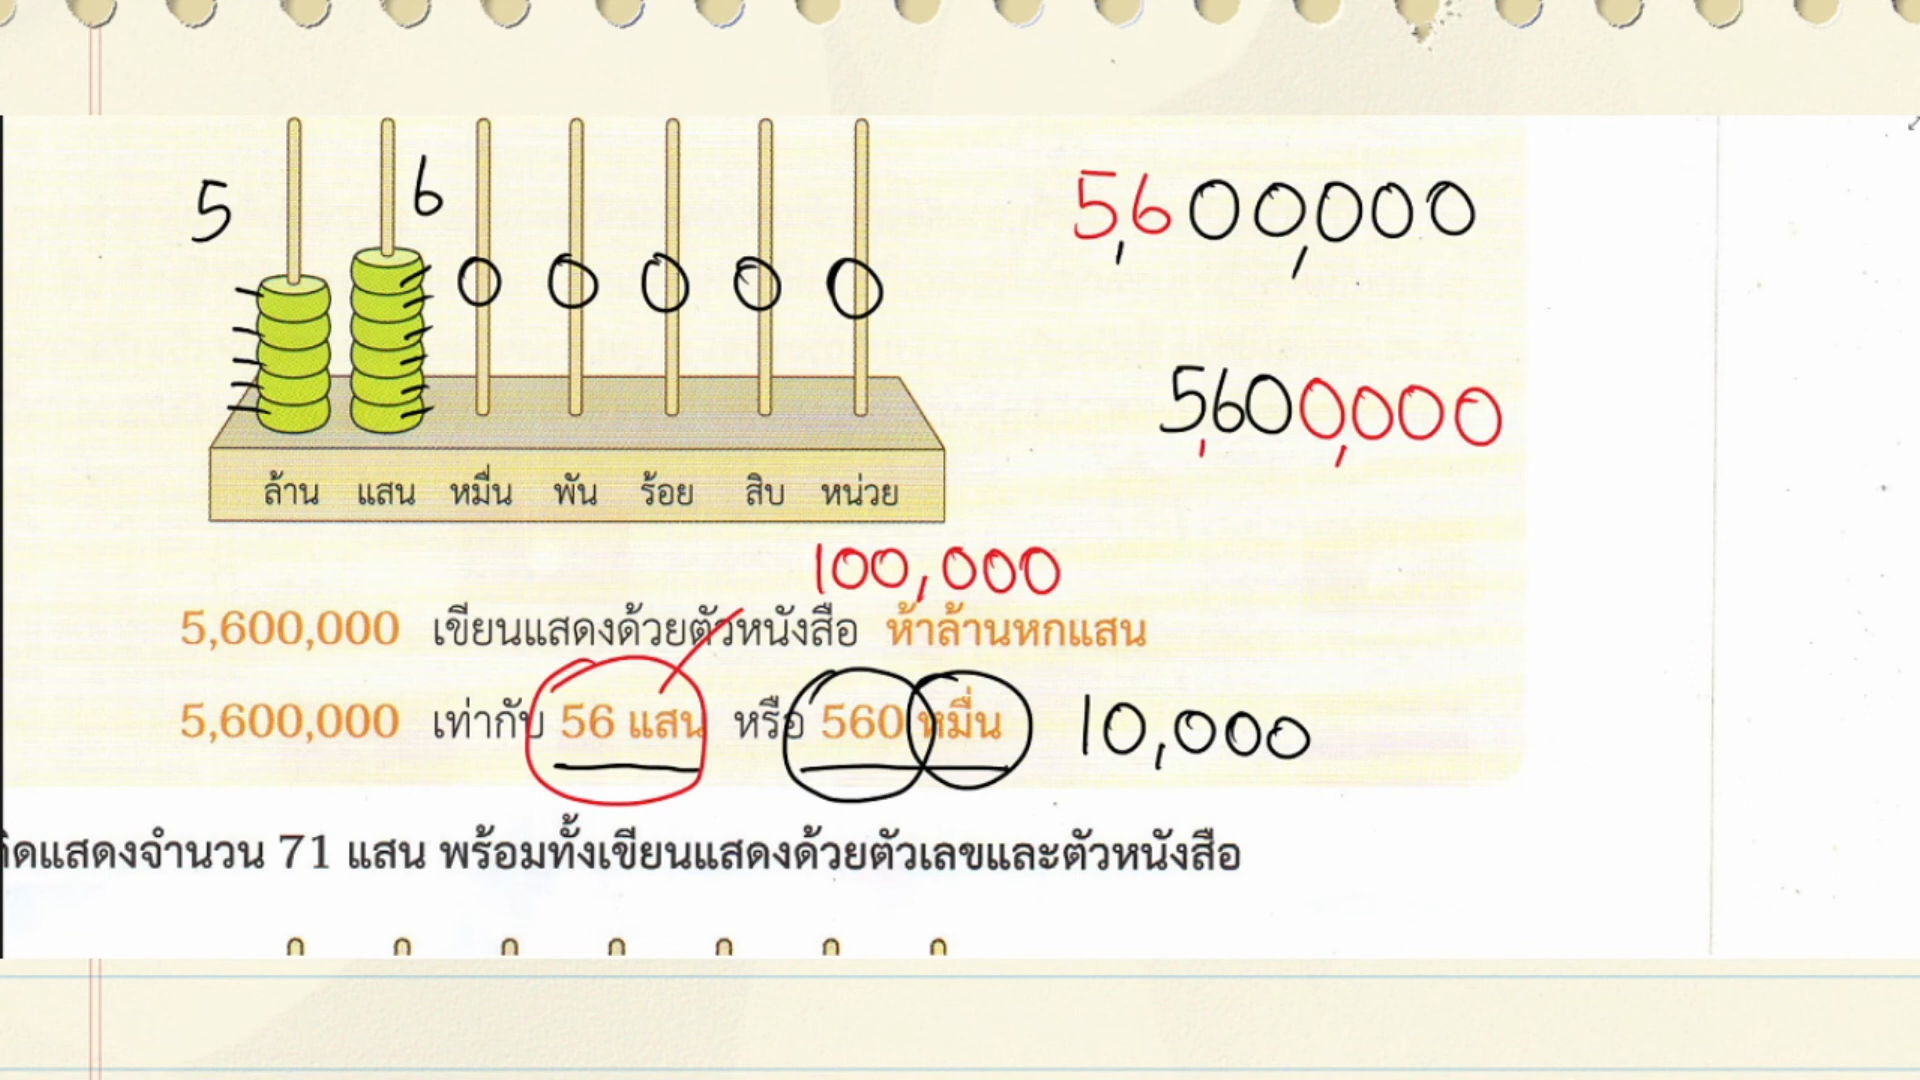 5 6 5,600,000
0 0 0 0 0
5,600,000
ล้าน แสน หมื่น พัน ร้อย สิบ หน่วย
100,000
5,600,000 เขียนแสดงด้วยตัวหนังสือ ห้าล้านหกแสน
5,600,000 เท่ากับ 56 แสน หรือ 560 หมื่น 10,000
แสดงจำนวน 71 แสน พร้อมทั้งเขียนแสดงด้วยตัวเลขและตัวหนังสือ